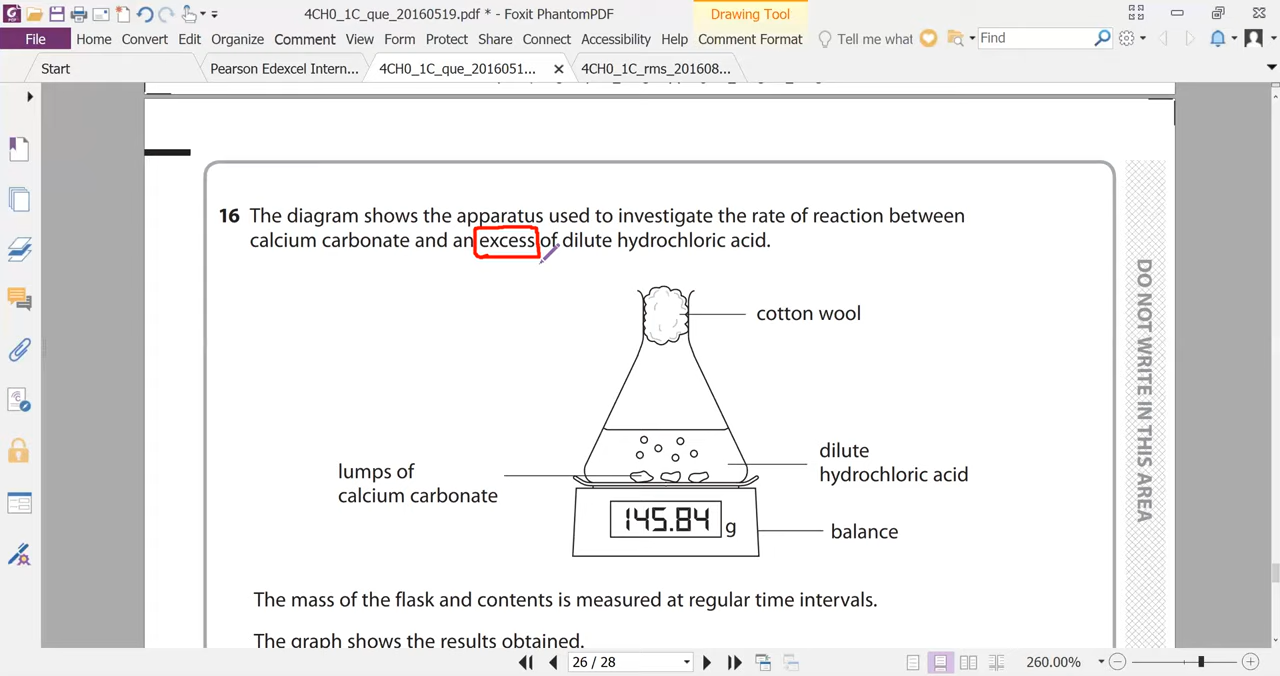 4CH0_1C_que_20160519.pdf * - Foxit PhantomPDF
Drawing Tool
File Home Convert Edit Organize Comment View Form Protect Share Connect Accessibility Help Comment Format Tell me what Find
Start
Pearson Edexcel Intern...
4CH0_1C_que_2016051...
4CH0_1C_rms_201608...
16 The diagram shows the apparatus used to investigate the rate of reaction between
calcium carbonate and an excess of dilute hydrochloric acid.
cotton wool
lumps of
calcium carbonate
dilute
hydrochloric acid
145.84 g
balance
The mass of the flask and contents is measured at regular time intervals.
The graph shows the results obtained.
DO NOT WRITE IN THIS AREA
26 / 28
260.00%